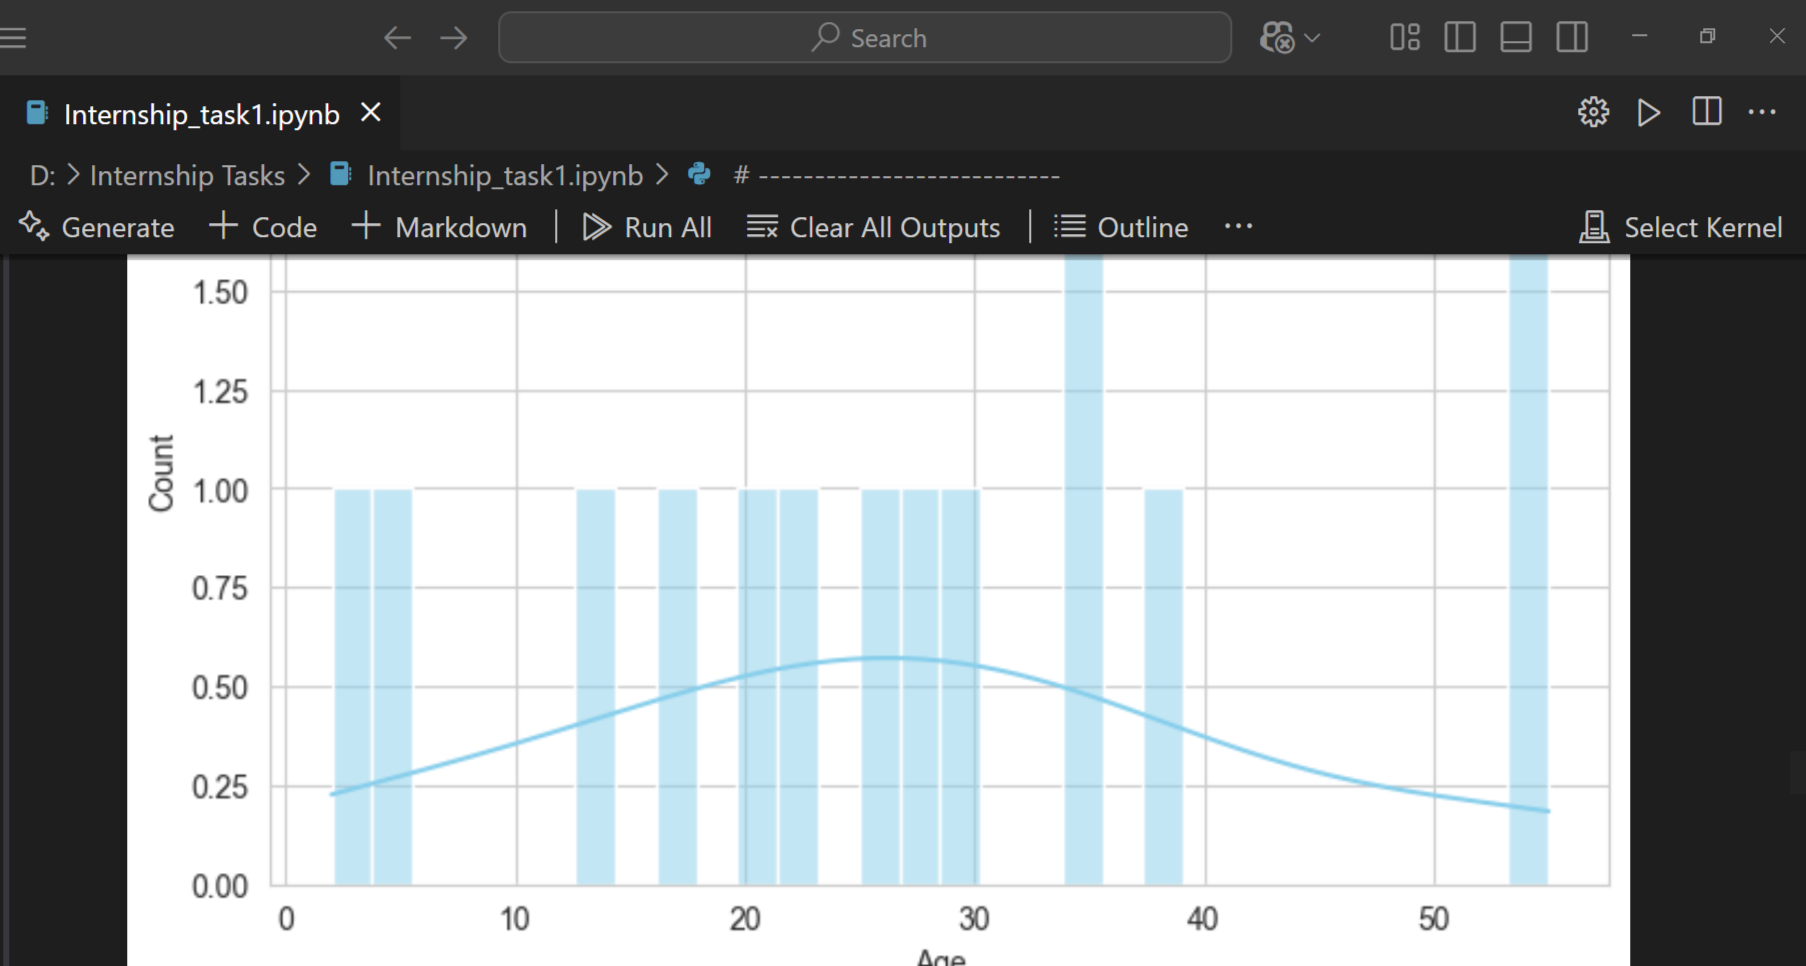 Search
Internship_task1.ipynb
D: > Internship Tasks > Internship_task1.ipynb > # ---------------------------
Generate + Code + Markdown | Run All Clear All Outputs | Outline ··· Select Kernel
1.50
1.25
1.00
0.75
0.50
0.25
0.00
Count
0 10 20 30 40 50
Age